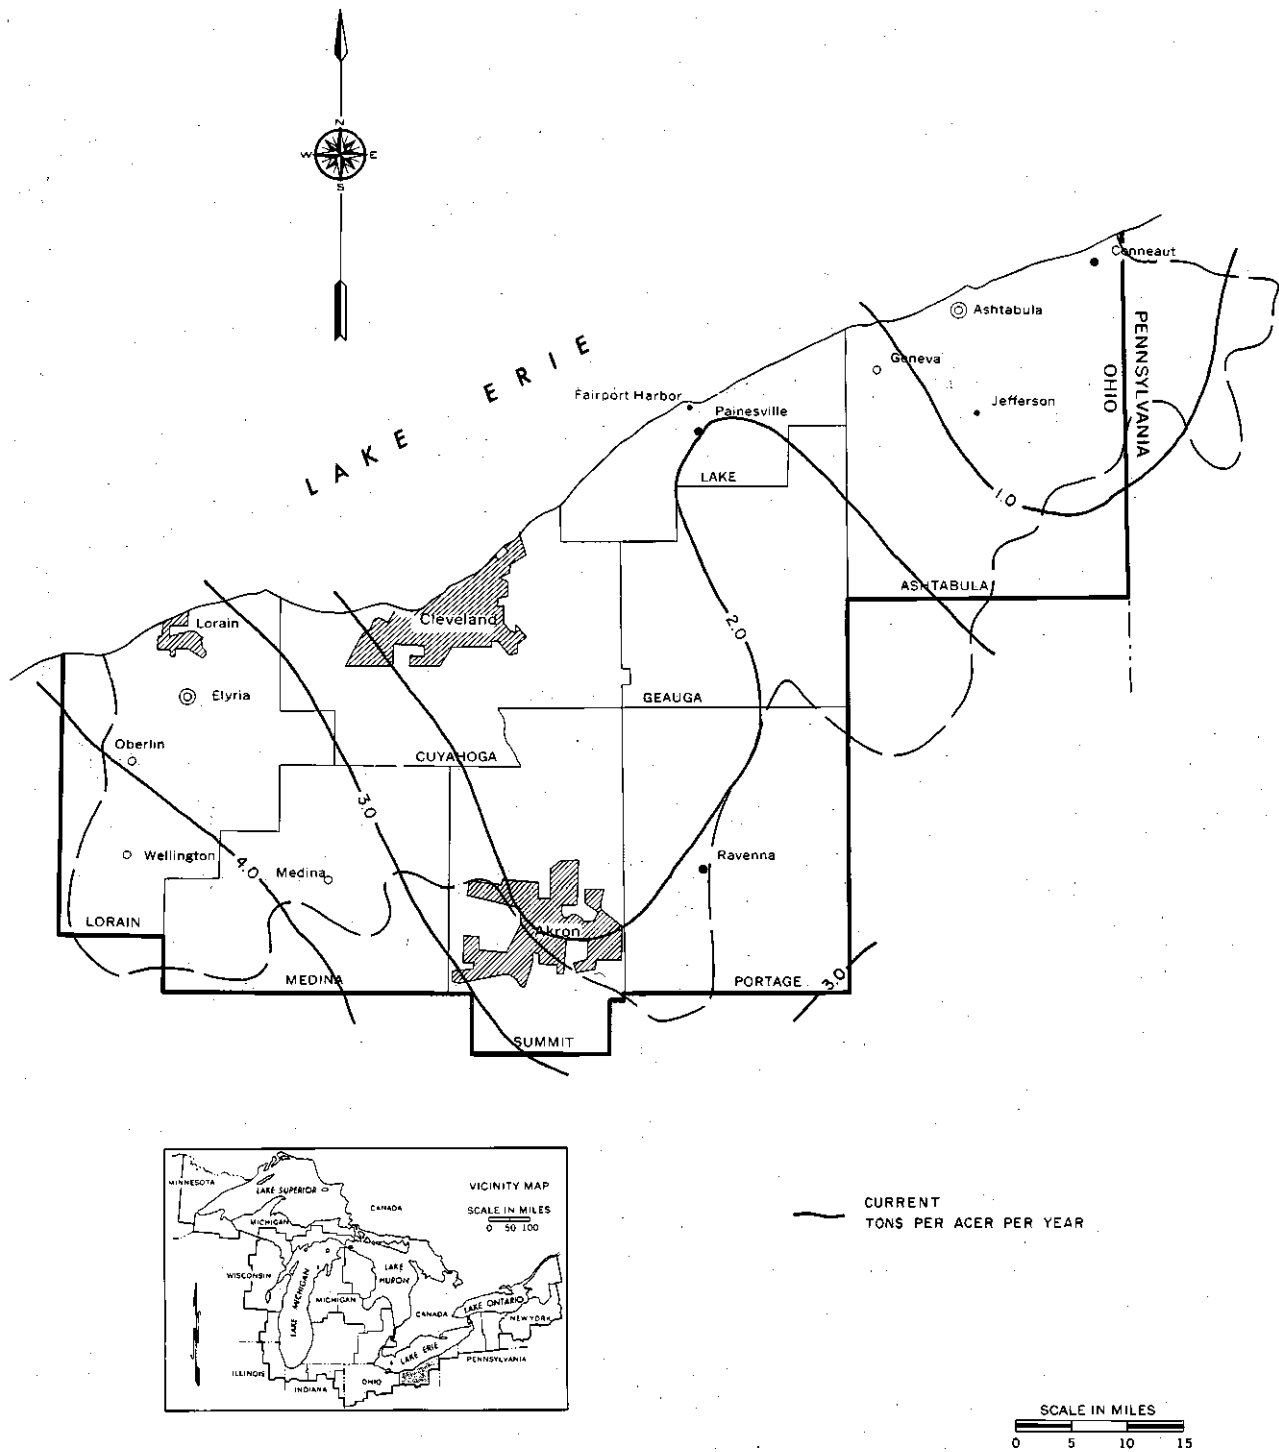 N
W E
S
Conneaut
Ashtabula
PENNSYLVANIA
OHIO
Geneva
LAKE ERIE
Fairport Harbor
Jefferson
Painesville
LAKE
1.0
ASHTABULA
Cleveland
Lorain
2.0
Elyria
GEAUGA
Oberlin
CUYAHOGA
3.0
Wellington
4.0
Medina
Ravenna
LORAIN
Akron
MEDINA
PORTAGE
3.0
SUMMIT
MINNESOTA
LAKE SUPERIOR
VICINITY MAP
CANADA
SCALE IN MILES
0 50 100
MICHIGAN
WISCONSIN
LAKE MICHIGAN
LAKE
HURON
MICHIGAN
CANADA
LAKE ONTARIO
NEW YORK
LAKE ERIE
PENNSYLVANIA
ILLINOIS
INDIANA
OHIO
CURRENT
TONS PER ACER PER YEAR
SCALE IN MILES
0 5 10 15